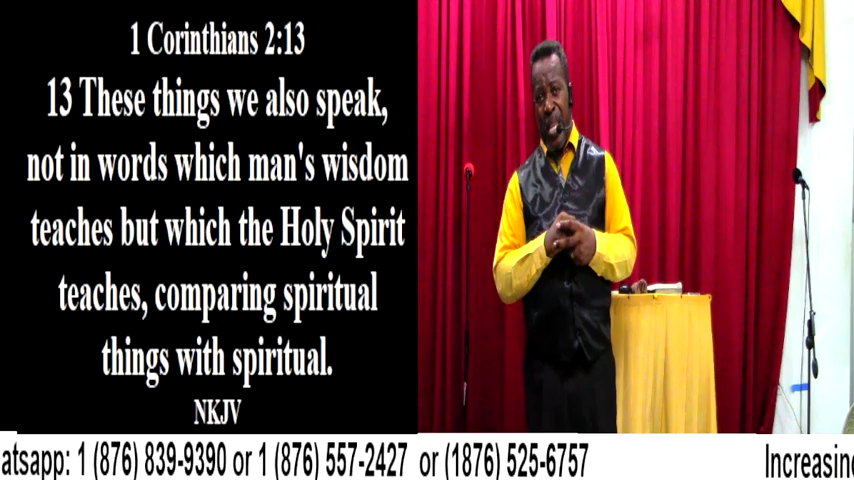 1 Corinthians 2:13
13 These things we also speak,
not in words which man's wisdom
teaches but which the Holy Spirit
teaches, comparing spiritual
things with spiritual.
NKJV
atsapp: 1 (876) 839-9390 or 1 (876) 557-2427 or (1876) 525-6757 Increasing